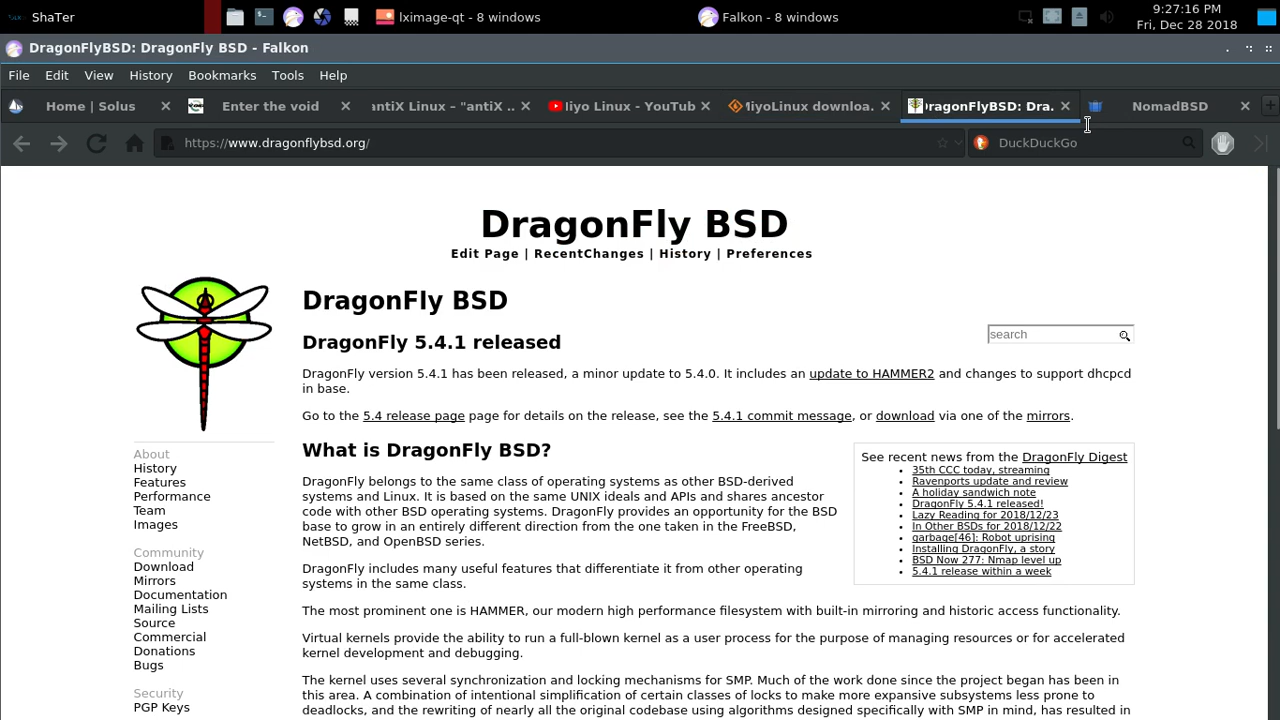 ShaTer
lximage-qt - 8 windows
Falkon - 8 windows
9:27:16 PM
Fri, Dec 28 2018
DragonFlyBSD: DragonFly BSD - Falkon
File Edit View History Bookmarks Tools Help
Home | Solus
Enter the void
antiX Linux – "antiX ..
liyo Linux - YouTub
MiyoLinux downloa.
DragonFlyBSD: Dra.
NomadBSD
https://www.dragonflybsd.org/
DuckDuckGo
DragonFly BSD
Edit Page | RecentChanges | History | Preferences
DragonFly BSD
search
DragonFly 5.4.1 released
DragonFly version 5.4.1 has been released, a minor update to 5.4.0. It includes an update to HAMMER2 and changes to support dhcpcd
in base.
Go to the 5.4 release page page for details on the release, see the 5.4.1 commit message, or download via one of the mirrors.
What is DragonFly BSD?
DragonFly belongs to the same class of operating systems as other BSD-derived
systems and Linux. It is based on the same UNIX ideals and APIs and shares ancestor
code with other BSD operating systems. DragonFly provides an opportunity for the BSD
base to grow in an entirely different direction from the one taken in the FreeBSD,
NetBSD, and OpenBSD series.
DragonFly includes many useful features that differentiate it from other operating
systems in the same class.
See recent news from the DragonFly Digest
35th CCC today, streaming
Ravenports update and review
A holiday sandwich note
DragonFly 5.4.1 released!
Lazy Reading for 2018/12/23
In Other BSDs for 2018/12/22
garbage[46]: Robot uprising
Installing DragonFly, a story
BSD Now 277: Nmap level up
5.4.1 release within a week
The most prominent one is HAMMER, our modern high performance filesystem with built-in mirroring and historic access functionality.
Virtual kernels provide the ability to run a full-blown kernel as a user process for the purpose of managing resources or for accelerated
kernel development and debugging.
The kernel uses several synchronization and locking mechanisms for SMP. Much of the work done since the project began has been in
this area. A combination of intentional simplification of certain classes of locks to make more expansive subsystems less prone to
deadlocks, and the rewriting of nearly all the original codebase using algorithms designed specifically with SMP in mind, has resulted in
About
History
Features
Performance
Team
Images
Community
Download
Mirrors
Documentation
Mailing Lists
Source
Commercial
Donations
Bugs
Security
PGP Keys